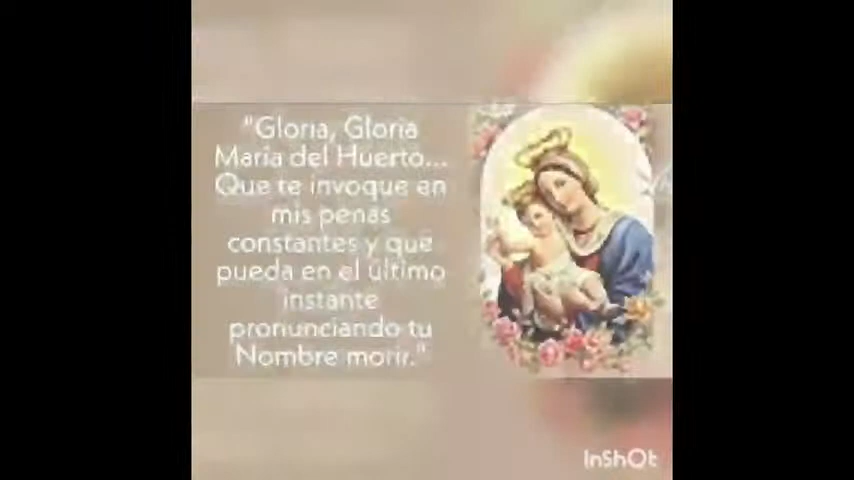 "Gloria, Gloria
María del Huerto...
Que te invoque en
mis penas
constantes y que
pueda en el último
instante
pronunciando tu
Nombre morir."
InShOt